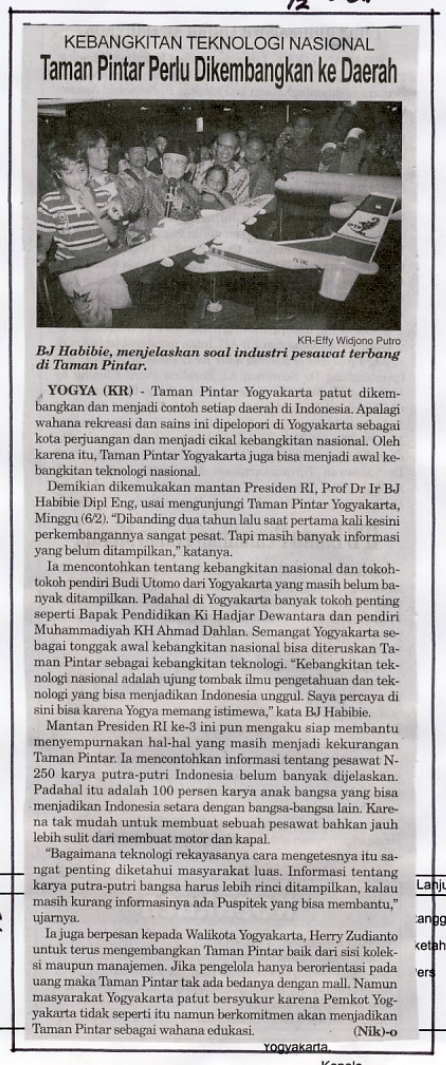 KEBANGKITAN TEKNOLOGI NASIONAL
Taman Pintar Perlu Dikembangkan ke Daerah
KR-Effy Widjono Putro
BJ Habibie, menjelaskan soal industri pesawat terbang
di Taman Pintar.
YOGYA (KR) - Taman Pintar Yogyakarta patut dikem-
bangkan dan menjadi contoh setiap daerah di Indonesia. Apalagi
wahana rekreasi dan sains ini dipelopori di Yogyakarta sebagai
kota perjuangan dan menjadi cikal kebangkitan nasional. Oleh
karena itu, Taman Pintar Yogyakarta juga bisa menjadi awal ke-
bangkitan teknologi nasional.
Demikian dikemukakan mantan Presiden RI, Prof Dr Ir BJ
Habibie Dipl Eng, usai mengunjungi Taman Pintar Yogyakarta,
Minggu (6/2). “Dibanding dua tahun lalu saat pertama kali kesini
perkembangannya sangat pesat. Tapi masih banyak informasi
yang belum ditampilkan,” katanya.
Ia mencontohkan tentang kebangkitan nasional dan tokoh-
tokoh pendiri Budi Utomo dari Yogyakarta yang masih belum ba-
nyak ditampilkan. Padahal di Yogyakarta banyak tokoh penting
seperti Bapak Pendidikan Ki Hadjar Dewantara dan pendiri
Muhammadiyah KH Ahmad Dahlan. Semangat Yogyakarta se-
bagai tonggak awal kebangkitan nasional bisa diteruskan Ta-
man Pintar sebagai kebangkitan teknologi. “Kebangkitan tek-
nologi nasional adalah ujung tombak ilmu pengetahuan dan tek-
nologi yang bisa menjadikan Indonesia unggul. Saya percaya di
sini bisa karena Yogya memang istimewa,” kata BJ Habibie.
Mantan Presiden RI ke-3 ini pun mengaku siap membantu
menyempurnakan hal-hal yang masih menjadi kekurangan
Taman Pintar. Ia mencontohkan informasi tentang pesawat N-
250 karya putra-putri Indonesia belum banyak dijelaskan.
Padahal itu adalah 100 persen karya anak bangsa yang bisa
menjadikan Indonesia setara dengan bangsa-bangsa lain. Kare-
na tak mudah untuk membuat sebuah pesawat bahkan jauh
lebih sulit dari membuat motor dan kapal.
“Bagaimana teknologi rekayasanya cara mengetesnya itu sa-
ngat penting diketahui masyarakat luas. Informasi tentang
karya putra-putri bangsa harus lebih rinci ditampilkan, kalau
masih kurang informasinya ada Puspitek yang bisa membantu,”
ujarnya.
Ia juga berpesan kepada Walikota Yogyakarta, Herry Zudianto
untuk terus mengembangkan Taman Pintar baik dari sisi kolek-
si maupun manajemen. Jika pengelola hanya berorientasi pada
uang maka Taman Pintar tak ada bedanya dengan mall. Namun
masyarakat Yogyakarta patut bersyukur karena Pemkot Yog-
yakarta tidak seperti itu namun berkomitmen akan menjadikan
Taman Pintar sebagai wahana edukasi. (Nik)-o
Yogyakarta,